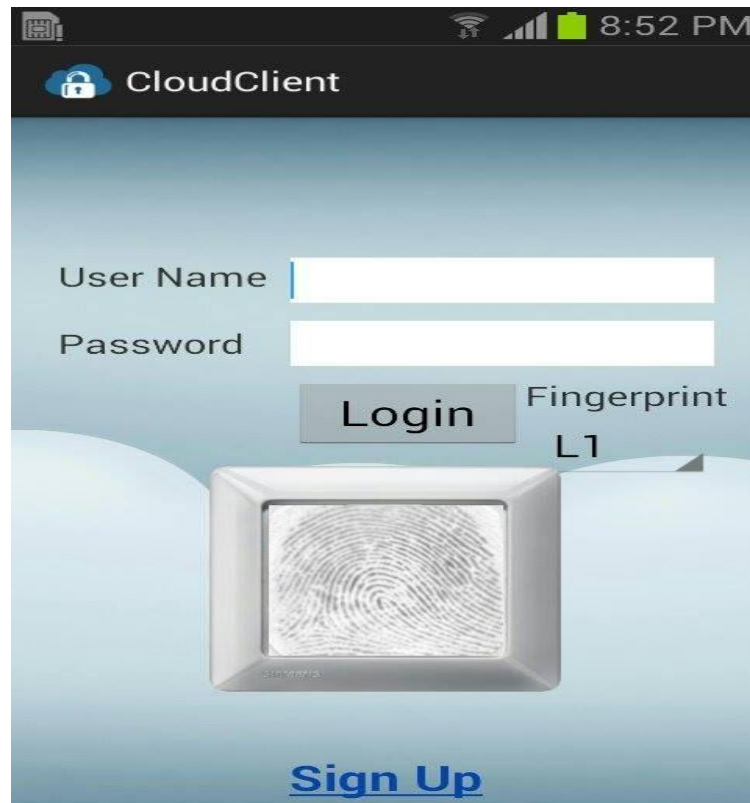 8:52 PM
CloudClient
User Name
Password
Login
Fingerprint
L1
Sign Up